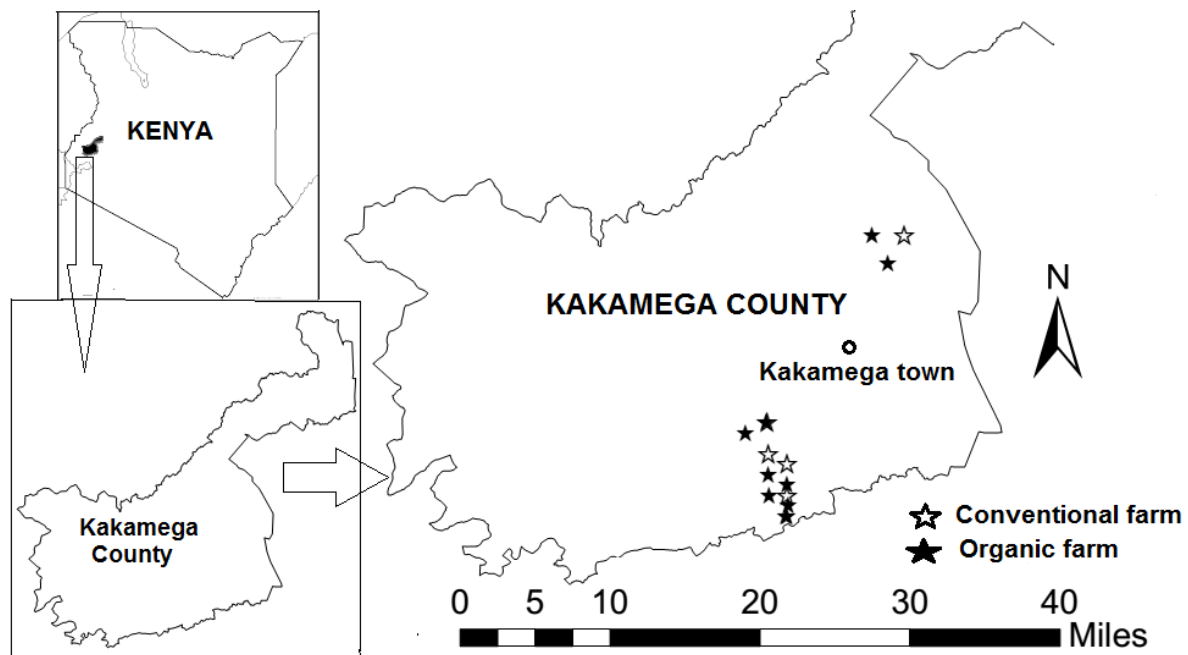 KENYA
KAKAMEGA COUNTY
Kakamega town
N
Kakamega
County
Conventional farm
Organic farm
0 5 10 20 30 40
Miles